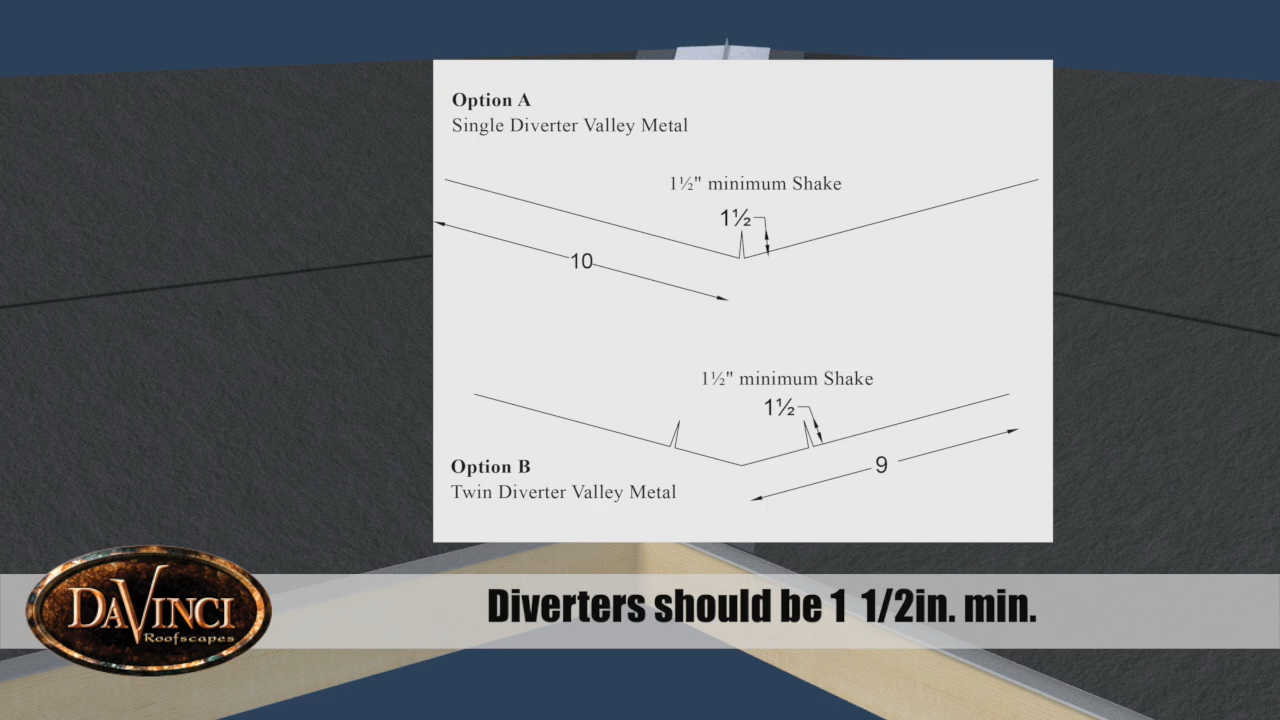 Option A
Single Diverter Valley Metal
1½" minimum Shake
1½
10
1½" minimum Shake
1½
9
Option B
Twin Diverter Valley Metal
DAVINCI
Roofscapes
Diverters should be 1 1/2in. min.